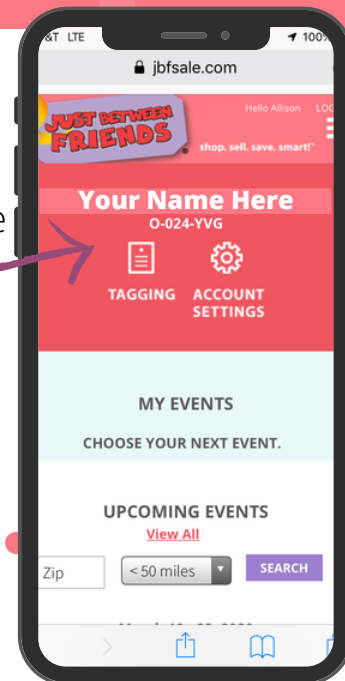 &T LTE
100%
jbfsale.com
Hello Allison LOG
JUST BETWEEN
FRIENDS
shop. sell. save. smart!™
Your Name Here
O-024-YVG
TAGGING
ACCOUNT
SETTINGS
MY EVENTS
CHOOSE YOUR NEXT EVENT.
UPCOMING EVENTS
View All
Zip
< 50 miles
SEARCH